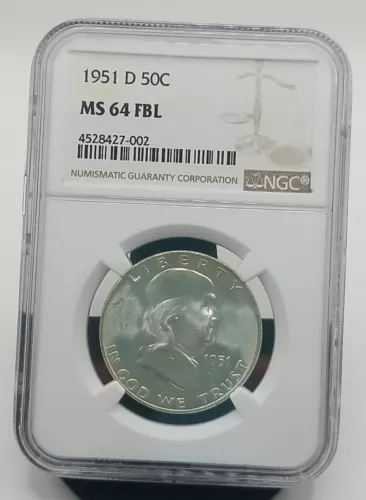 1951 D 50C
MS 64 FBL
4528427-002
NUMISMATIC GUARANTY CORPORATION
NGC®
LIBERTY
1951
IN GOD WE TRUST